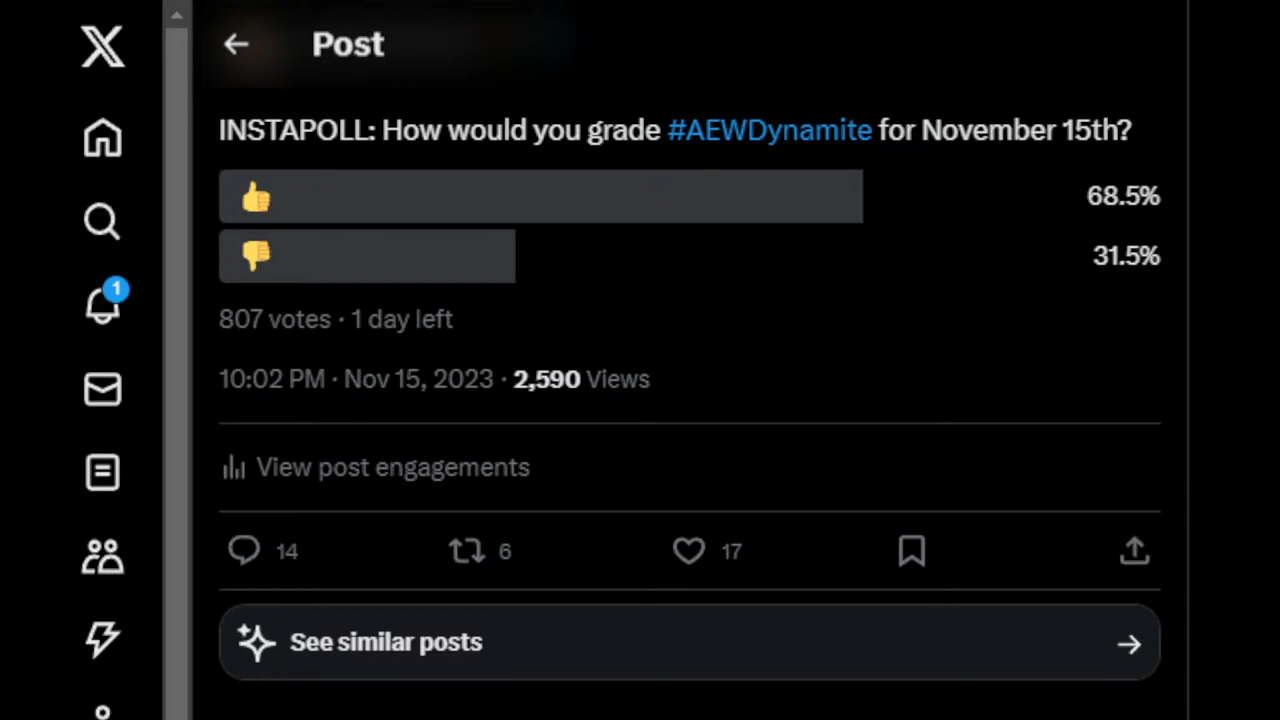 Post
INSTAPOLL: How would you grade #AEWDynamite for November 15th?
👍 68.5%
👎 31.5%
807 votes · 1 day left
1
10:02 PM · Nov 15, 2023 · 2,590 Views
View post engagements
14 6 17
See similar posts